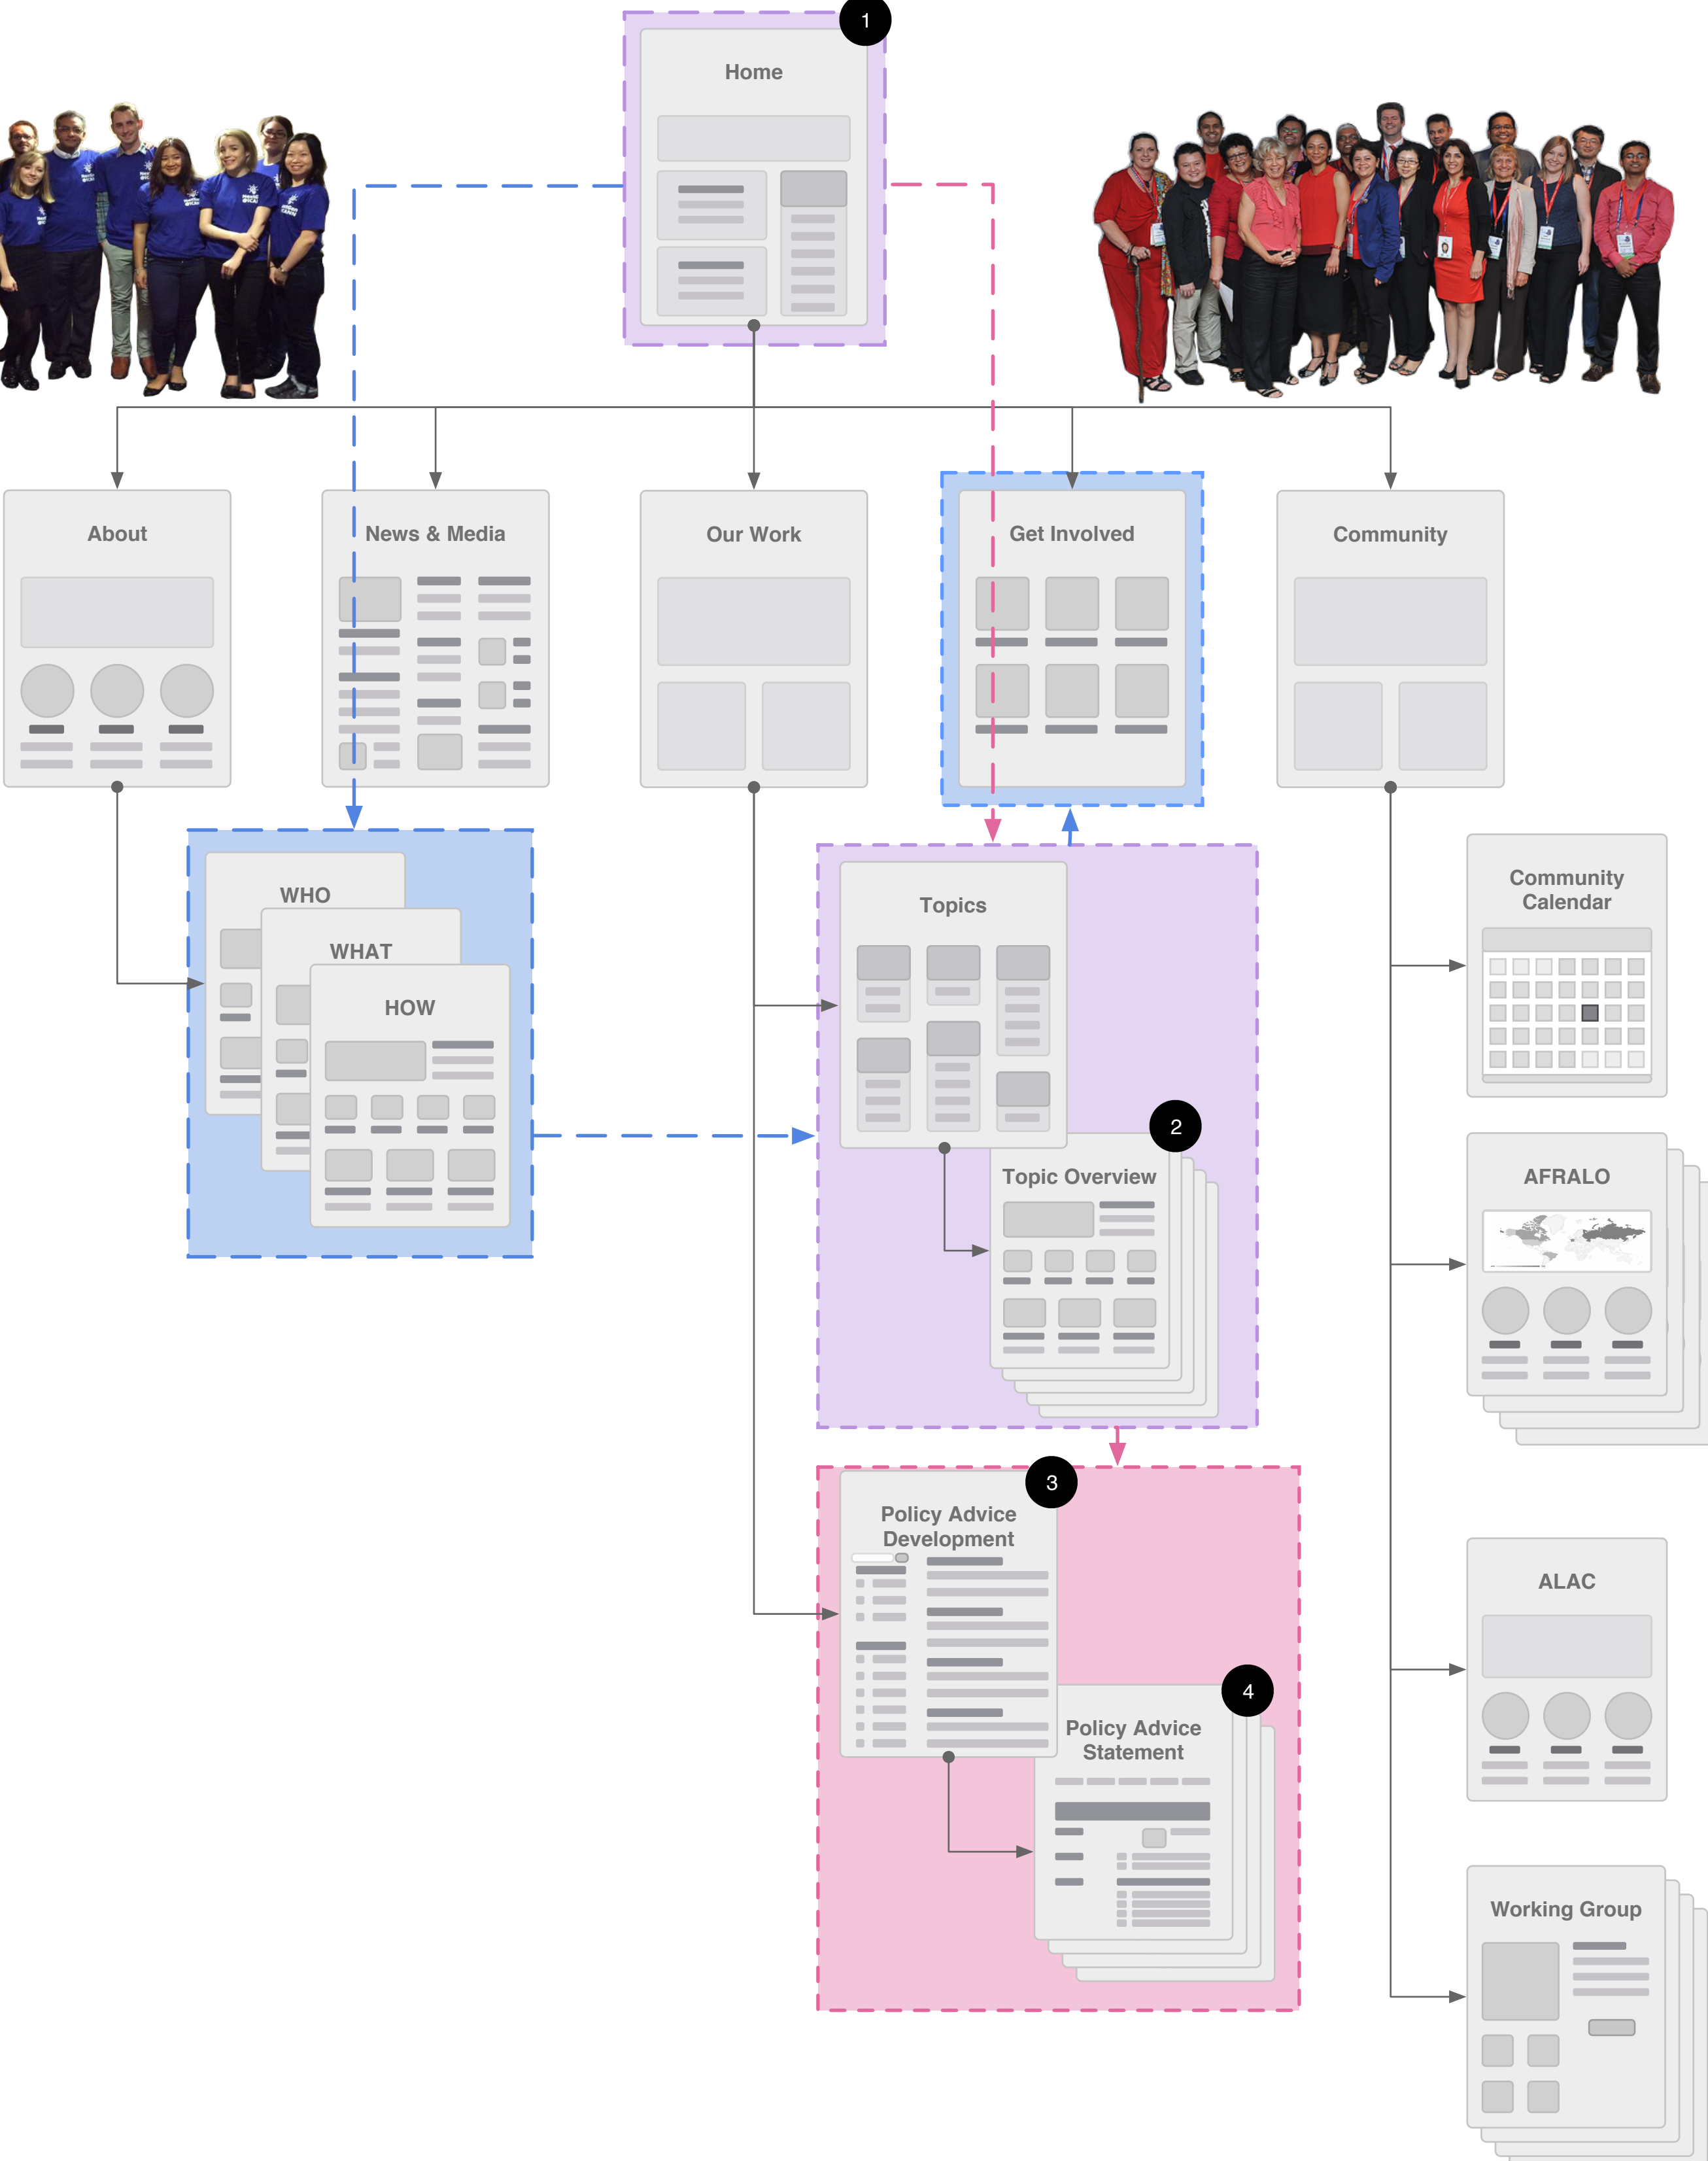 1
Home
About
News & Media
Our Work
Get Involved
Community
WHO
WHAT
HOW
Topics
2
Topic Overview
Community
Calendar
AFRALO
3
Policy Advice
Development
4
Policy Advice
Statement
ALAC
Working Group